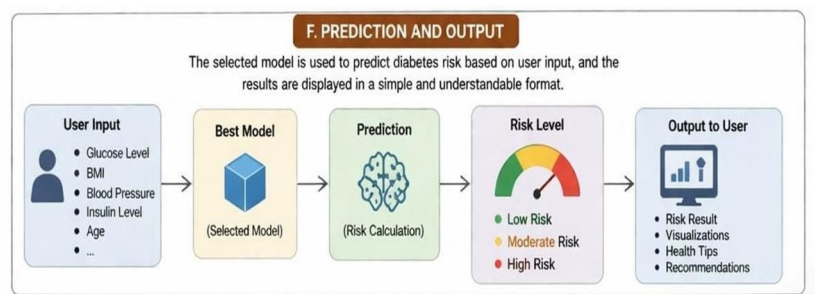 F. PREDICTION AND OUTPUT
The selected model is used to predict diabetes risk based on user input, and the
results are displayed in a simple and understandable format.
User Input
• Glucose Level
• BMI
• Blood Pressure
• Insulin Level
• Age
• ...
Best Model
(Selected Model)
Prediction
(Risk Calculation)
Risk Level
• Low Risk
• Moderate Risk
• High Risk
Output to User
• Risk Result
• Visualizations
• Health Tips
• Recommendations